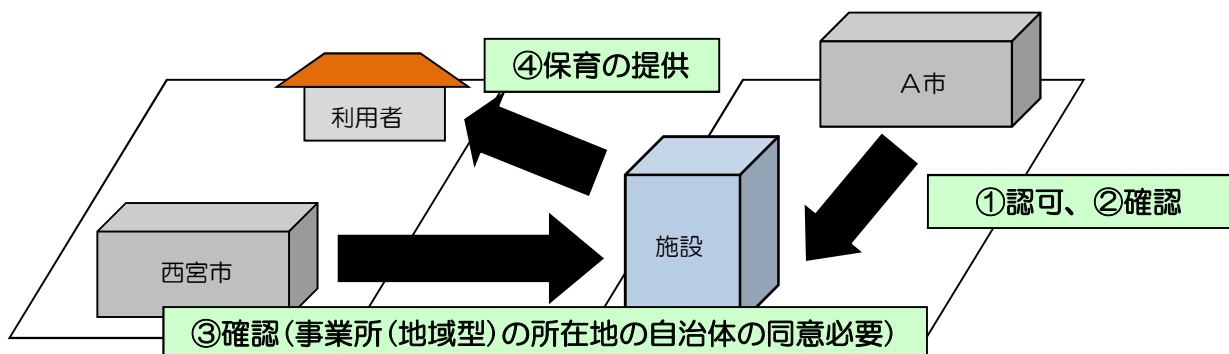 ④保育の提供
A市
利用者
①認可、②確認
施設
西宮市
③確認(事業所(地域型)の所在地の自治体の同意必要)